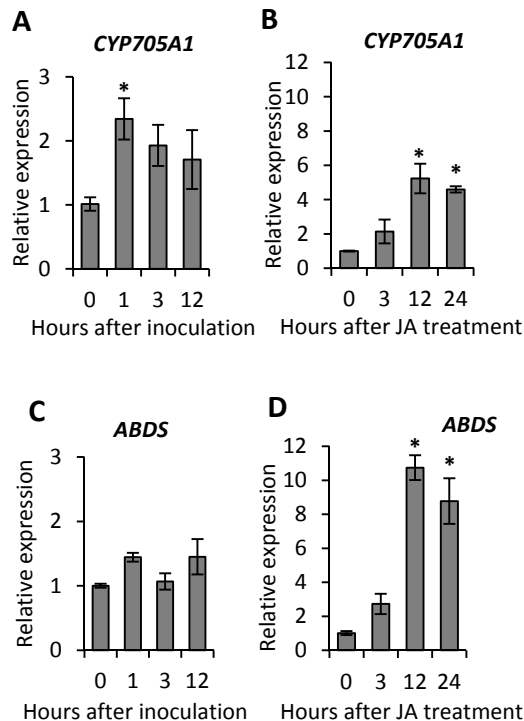 A
CYP705A1
Relative expression
3
2
1
0
*
0 1 3 12
Hours after inoculation
B
CYP705A1
Relative expression
12
10
8
6
4
2
0
* *
0 3 12 24
Hours after JA treatment
C
ABDS
Relative expression
3
2
1
0
0 1 3 12
Hours after inoculation
D
ABDS
Relative expression
12
10
8
6
4
2
0
* *
0 3 12 24
Hours after JA treatment